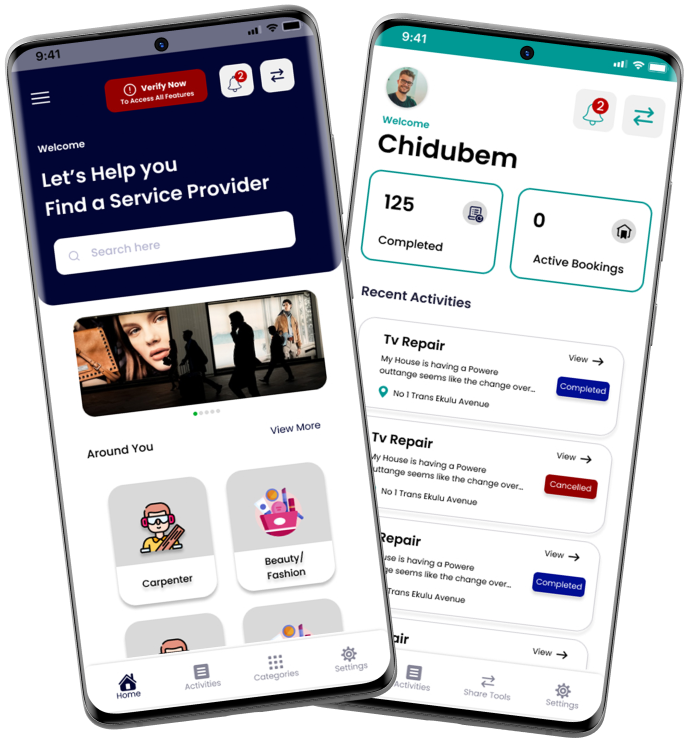 9:41
Verify Now
To Access All Features
2
Welcome
Let's Help you
Find a Service Provider
Search here
Around You
View More
Carpenter
Beauty/
Fashion
Home
Activities
Categories
Settings
9:41
2
Welcome
Chidubem
125
Completed
0
Active Bookings
Recent Activities
Tv Repair
View
My House is having a Powere
outtange seems like the change over...
Completed
No 1 Trans Ekulu Avenue
Tv Repair
View
My House is having a Powere
uttange seems like the change over...
Cancelled
No 1 Trans Ekulu Avenue
Repair
View
use is having a Powere
ge seems like the change over...
Completed
Trans Ekulu Avenue
air
View
Activities
Share Tools
Settings